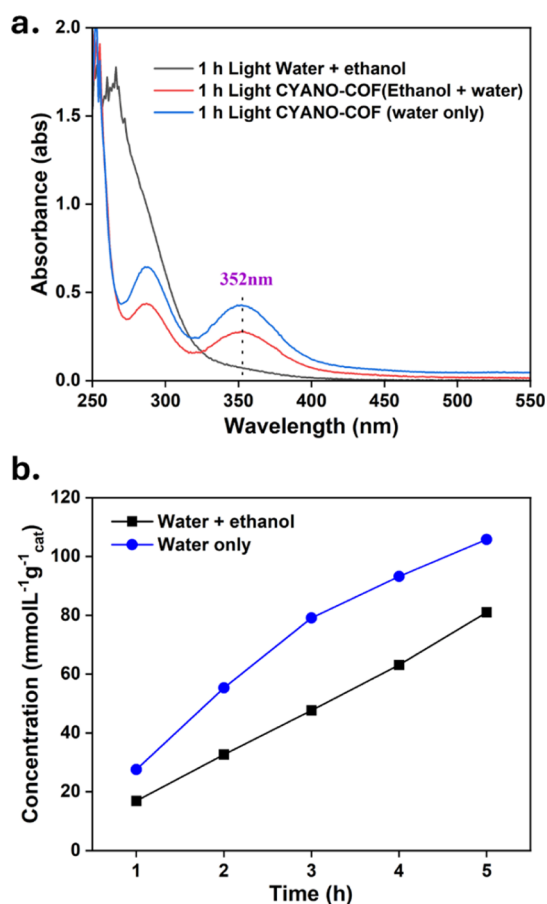 a.
2.0
1.5
1.0
0.5
0.0
Absorbance (abs)
1 h Light Water + ethanol
1 h Light CYANO-COF(Ethanol + water)
1 h Light CYANO-COF (water only)
352nm
250 300 350 400 450 500 550
Wavelength (nm)
b.
120
100
80
60
40
20
0
Concentration (mmolL⁻¹g⁻¹cat)
Water + ethanol
Water only
1 2 3 4 5
Time (h)